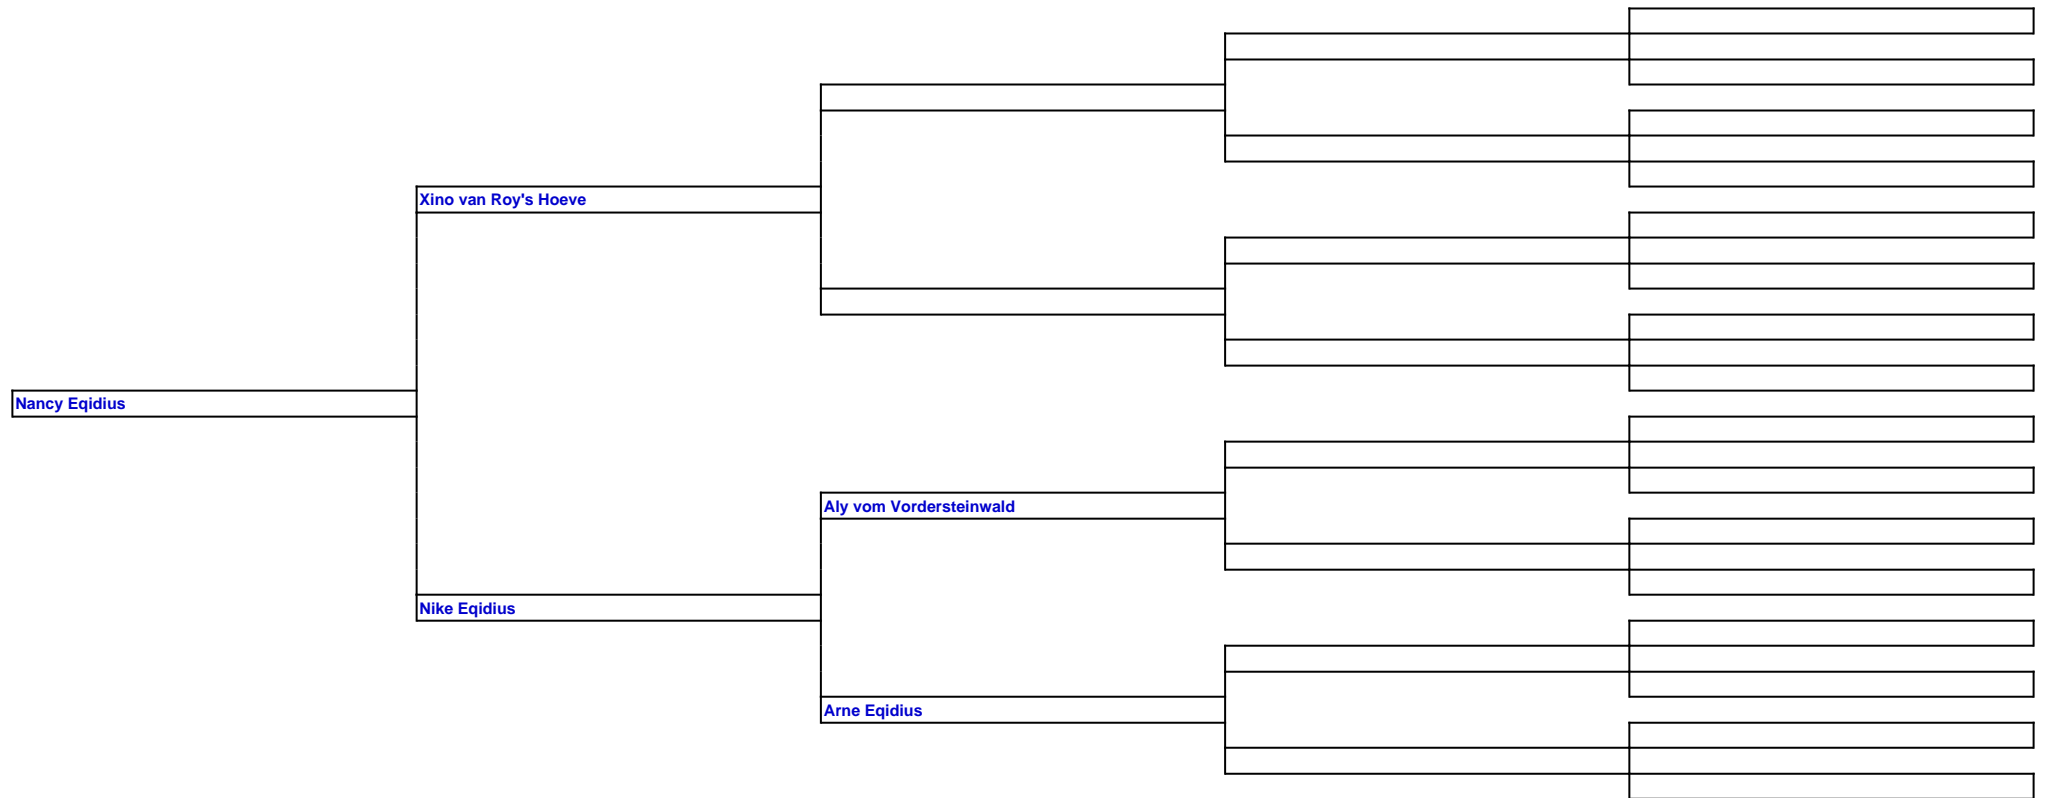 Xino van Roy's Hoeve
Nancy Eqidius
Aly vom Vordersteinwald
Nike Eqidius
Arne Eqidius